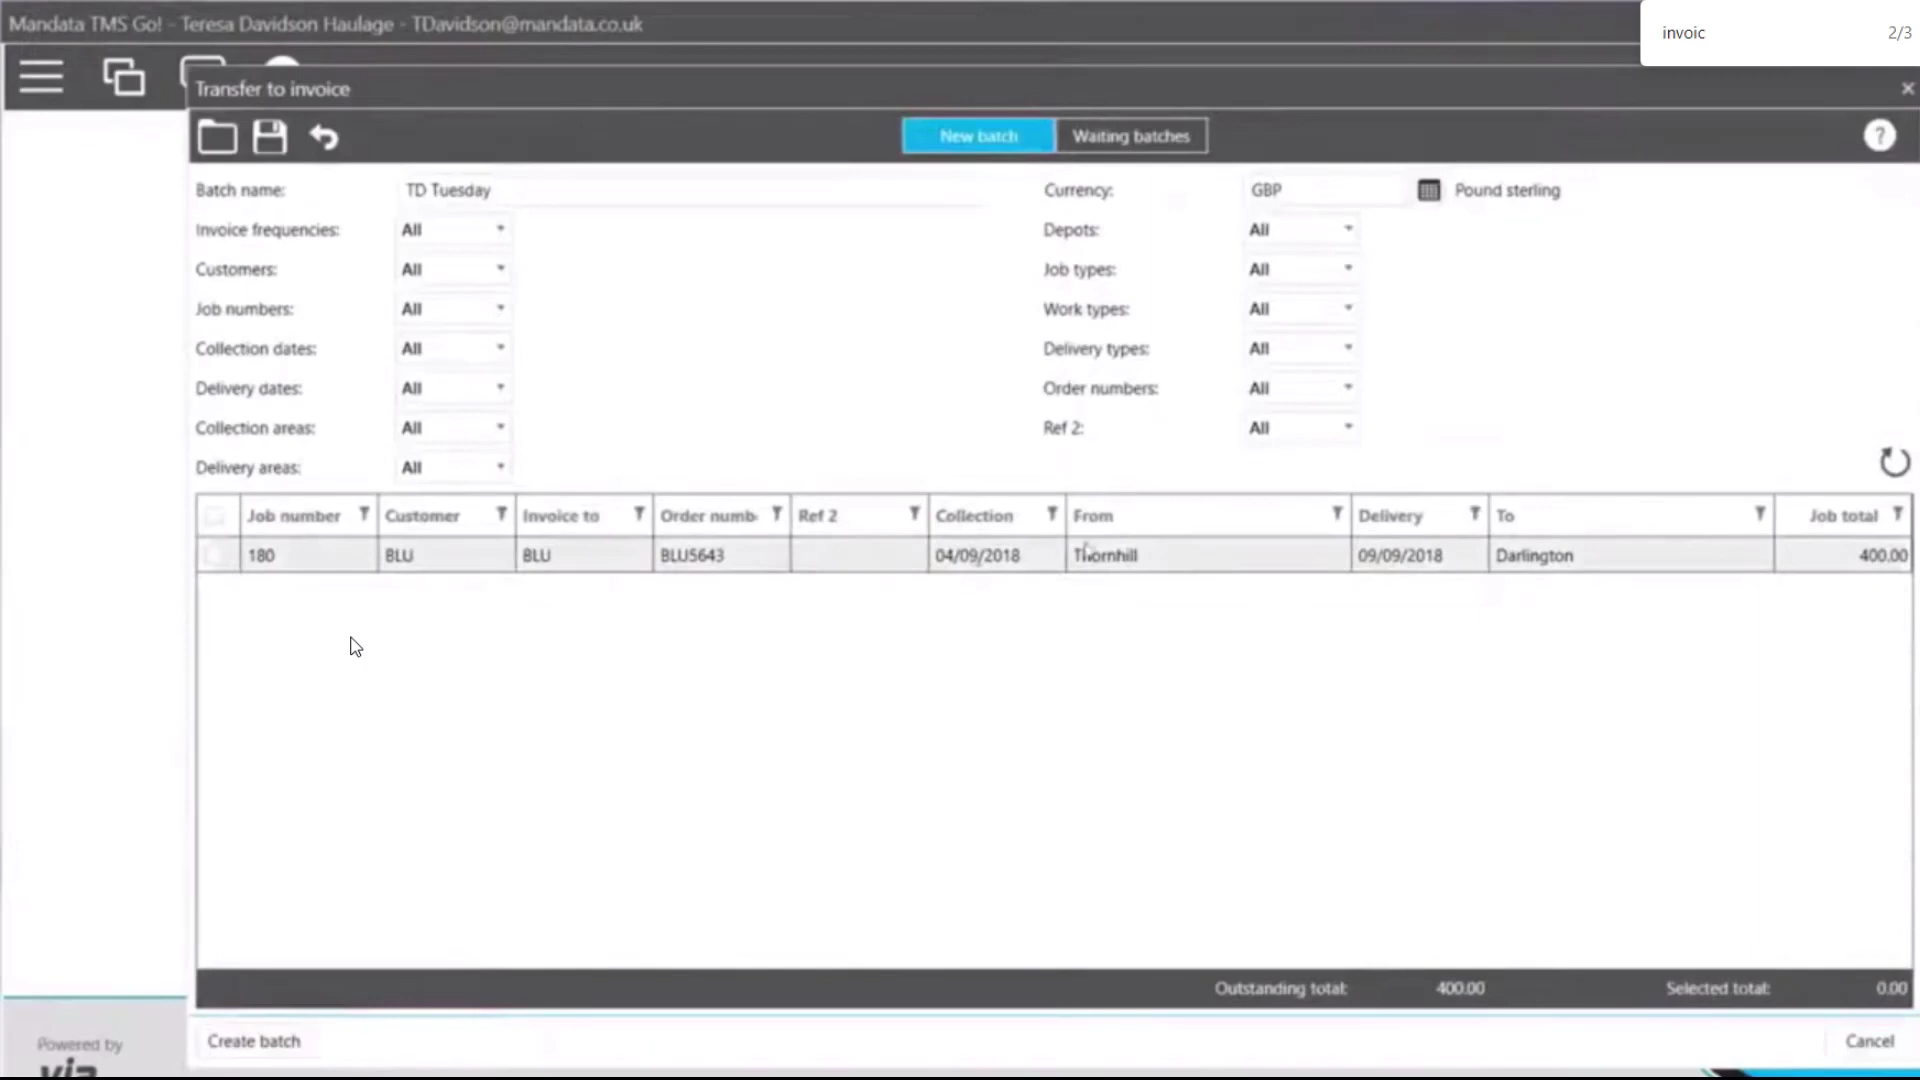 Mandata TMS Go! - Teresa Davidson Haulage - TDavidson@mandata.co.uk
invoic 2/3
Transfer to invoice
New batch Waiting batches ?
Batch name: TD Tuesday Currency: GBP Pound sterling
Invoice frequencies: All Depots: All
Customers: All Job types: All
Job numbers: All Work types: All
Collection dates: All Delivery types: All
Delivery dates: All Order numbers: All
Collection areas: All Ref 2: All
Delivery areas: All
Job number Customer Invoice to Order numb Ref 2 Collection From Delivery To Job total
180 BLU BLU BLU5643 04/09/2018 Thornhill 09/09/2018 Darlington 400.00
Outstanding total: 400.00 Selected total: 0.00
Create batch Cancel
Powered by
via